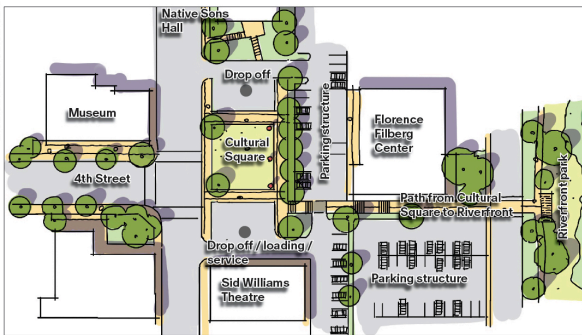 Native Sons
Hall
Drop off
Museum
Parking structure
Florence
Filberg
Center
Cultural
Square
4th Street
Path from Cultural
Square to Riverfront
Riverfront park
Drop off / loading /
service
Parking structure
Sid Williams
Theatre